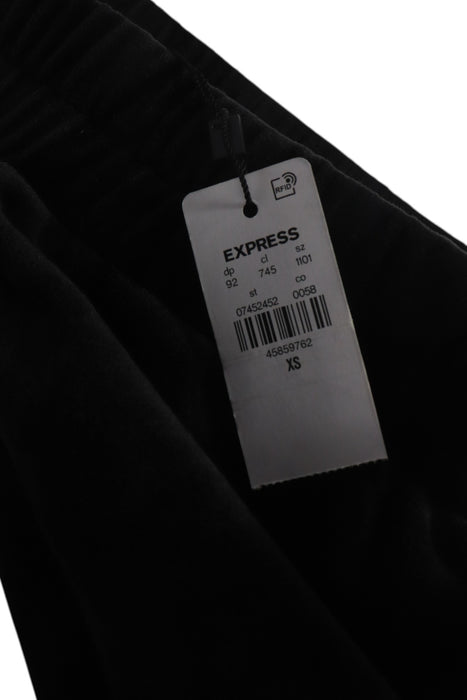 RFID
EXPRESS
dp cl sz
92 745 1101
st co
07452452 0058
45859762
XS